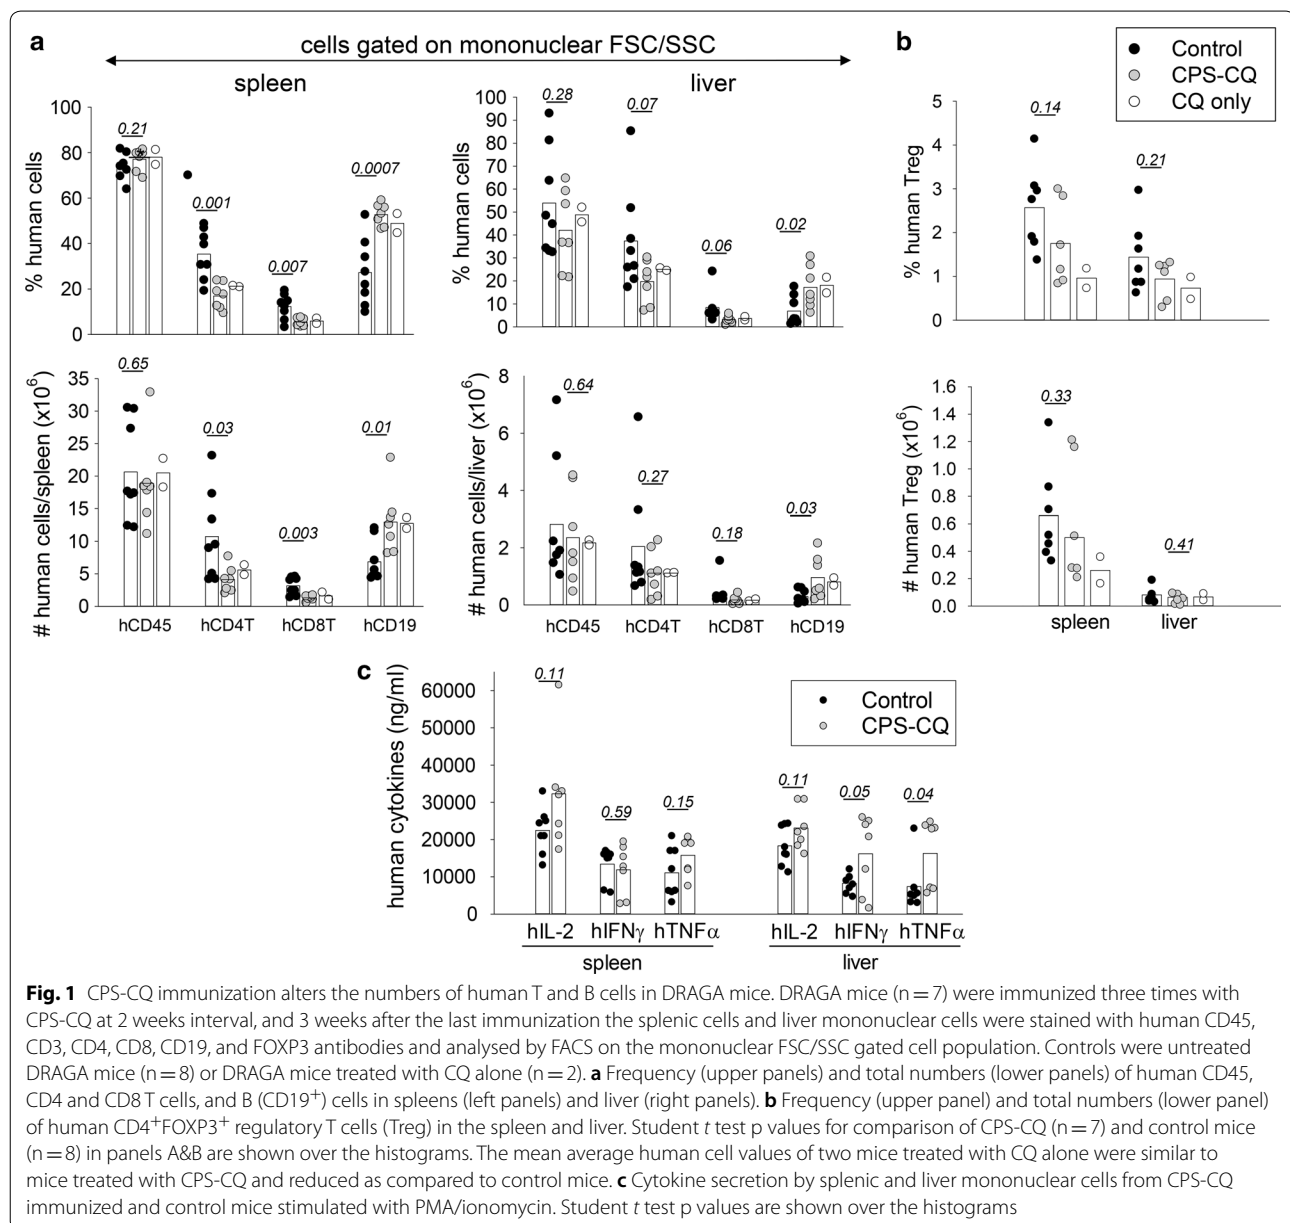 a
cells gated on mononuclear FSC/SSC
spleen
liver
% human cells
100
80
60
40
20
0
0.21
0.001
0.007
0.0007
% human cells
100
90
80
70
60
50
40
30
20
10
0
0.28
0.07
0.06
0.02
# human cells/spleen (x10⁶)
35
30
25
20
15
10
5
0
0.65
0.03
0.003
0.01
hCD45 hCD4T hCD8T hCD19
# human cells/liver (x10⁶)
8
6
4
2
0
0.64
0.27
0.18
0.03
hCD45 hCD4T hCD8T hCD19
b
Control
CPS-CQ
CQ only
% human Treg
5
4
3
2
1
0
0.14
0.21
# human Treg (x10⁶)
1.6
1.4
1.2
1.0
0.8
0.6
0.4
0.2
0.0
0.33
0.41
spleen liver
c
human cytokines (ng/ml)
60000
50000
40000
30000
20000
10000
0
0.11
0.59
0.15
0.11
0.05
0.04
Control
CPS-CQ
hIL-2 hIFNγ hTNFα hIL-2 hIFNγ hTNFα
spleen liver
Fig. 1 CPS-CQ immunization alters the numbers of human T and B cells in DRAGA mice. DRAGA mice (n = 7) were immunized three times with
CPS-CQ at 2 weeks interval, and 3 weeks after the last immunization the splenic cells and liver mononuclear cells were stained with human CD45,
CD3, CD4, CD8, CD19, and FOXP3 antibodies and analysed by FACS on the mononuclear FSC/SSC gated cell population. Controls were untreated
DRAGA mice (n = 8) or DRAGA mice treated with CQ alone (n = 2). a Frequency (upper panels) and total numbers (lower panels) of human CD45,
CD4 and CD8 T cells, and B (CD19⁺) cells in spleens (left panels) and liver (right panels). b Frequency (upper panel) and total numbers (lower panel)
of human CD4⁺FOXP3⁺ regulatory T cells (Treg) in the spleen and liver. Student t test p values for comparison of CPS-CQ (n = 7) and control mice
(n = 8) in panels A&B are shown over the histograms. The mean average human cell values of two mice treated with CQ alone were similar to
mice treated with CPS-CQ and reduced as compared to control mice. c Cytokine secretion by splenic and liver mononuclear cells from CPS-CQ
immunized and control mice stimulated with PMA/ionomycin. Student t test p values are shown over the histograms